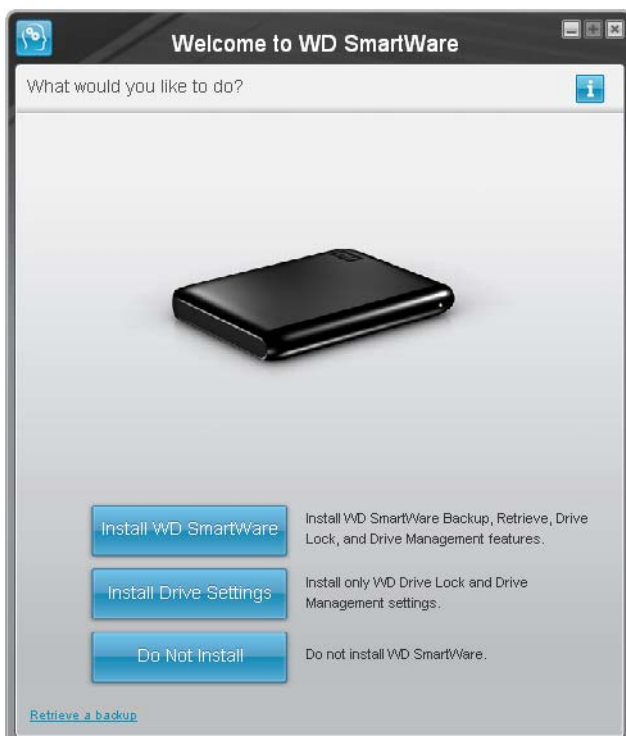 Welcome to WD SmartWare
What would you like to do?
i
Install WD SmartWare
Install WD SmartWare Backup, Retrieve, Drive
Lock, and Drive Management features.
Install Drive Settings
Install only WD Drive Lock and Drive
Management settings.
Do Not Install
Do not install WD SmartWare.
Retrieve a backup